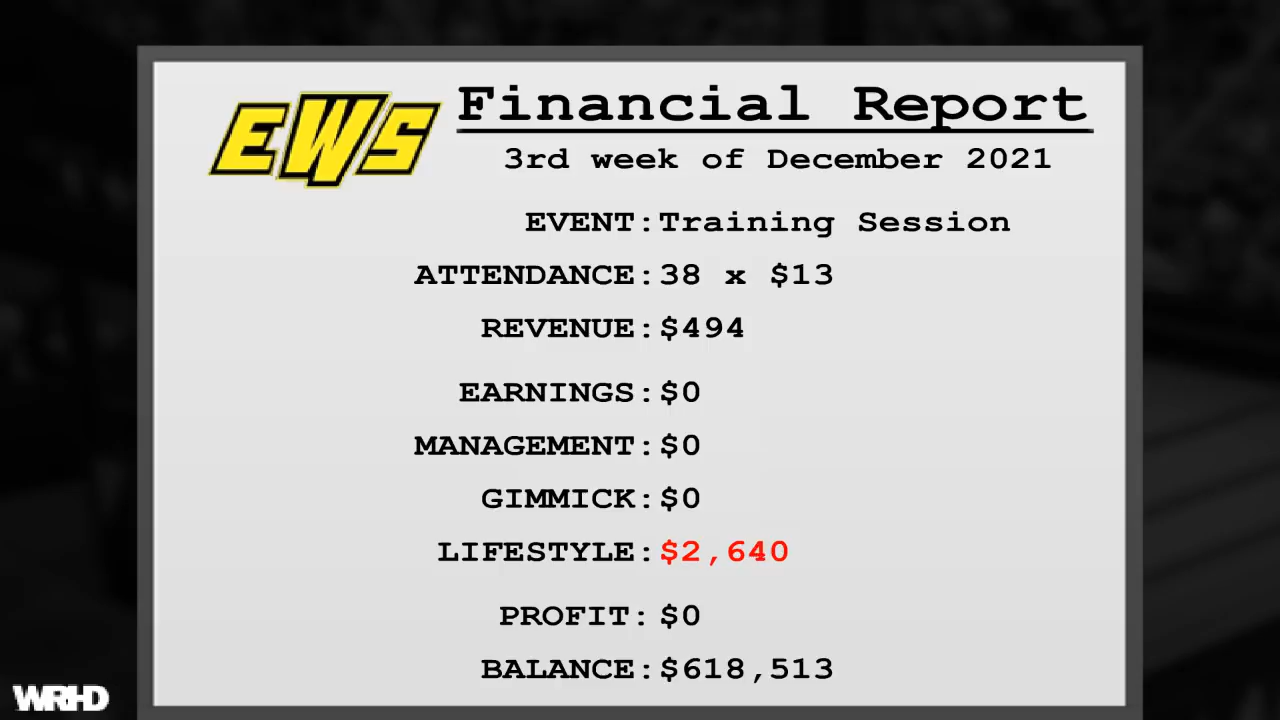 EWS
Financial Report
3rd week of December 2021
EVENT:Training Session
ATTENDANCE:38 x $13
REVENUE:$494
EARNINGS:$0
MANAGEMENT:$0
GIMMICK:$0
LIFESTYLE:$2,640
PROFIT:$0
BALANCE:$618,513
WRHD